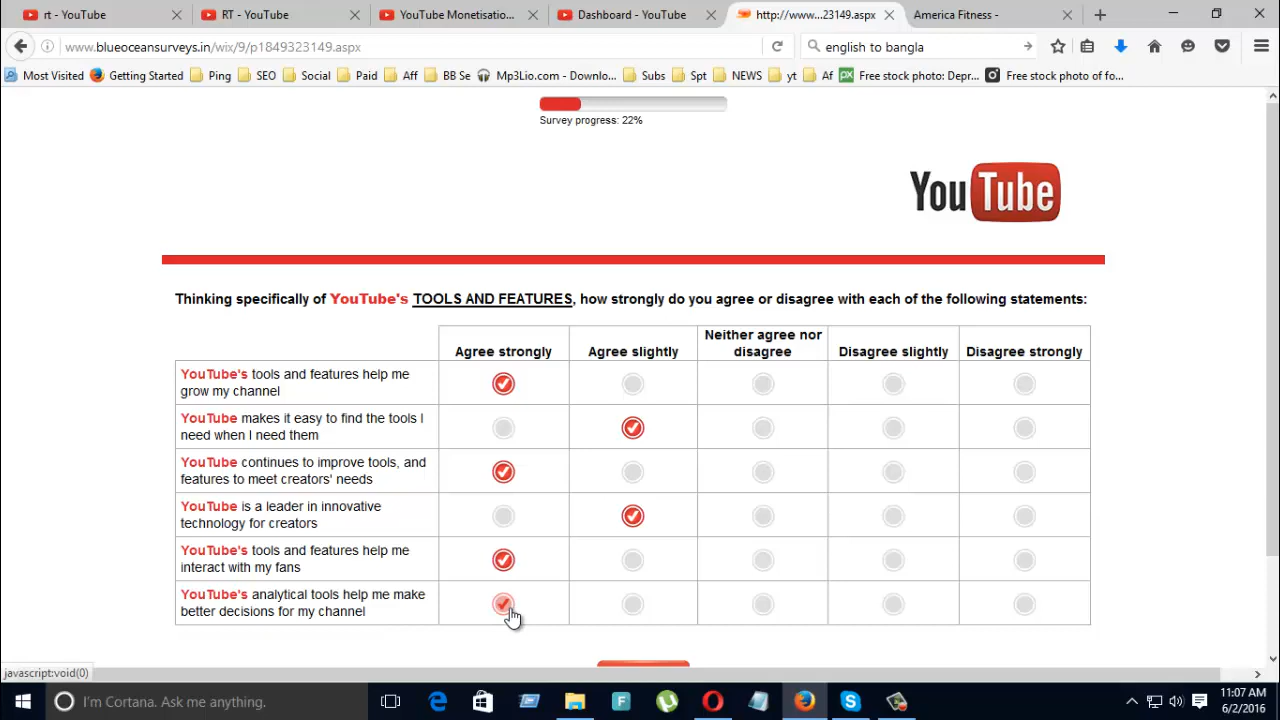 rt - YouTube
RT - YouTube
YouTube Monetisatio...
Dashboard - YouTube
http://www...23149.aspx
America Fitness -
www.blueoceansurveys.in/wix/9/p1849323149.aspx
english to bangla
Most Visited
Getting Started
Ping
SEO
Social
Paid
Aff
BB Se
Mp3Lio.com - Downlo...
Subs
Spt
NEWS
yt
Af
Free stock photo: Depr...
Free stock photo of fo...
Survey progress: 22%
YouTube
Thinking specifically of YouTube's TOOLS AND FEATURES, how strongly do you agree or disagree with each of the following statements:
Agree strongly
Agree slightly
Neither agree nor
disagree
Disagree slightly
Disagree strongly
YouTube's tools and features help me
grow my channel
YouTube makes it easy to find the tools I
need when I need them
YouTube continues to improve tools, and
features to meet creators' needs
YouTube is a leader in innovative
technology for creators
YouTube's tools and features help me
interact with my fans
YouTube's analytical tools help me make
better decisions for my channel
javascript:void(0)
I'm Cortana. Ask me anything.
11:07 AM
6/2/2016